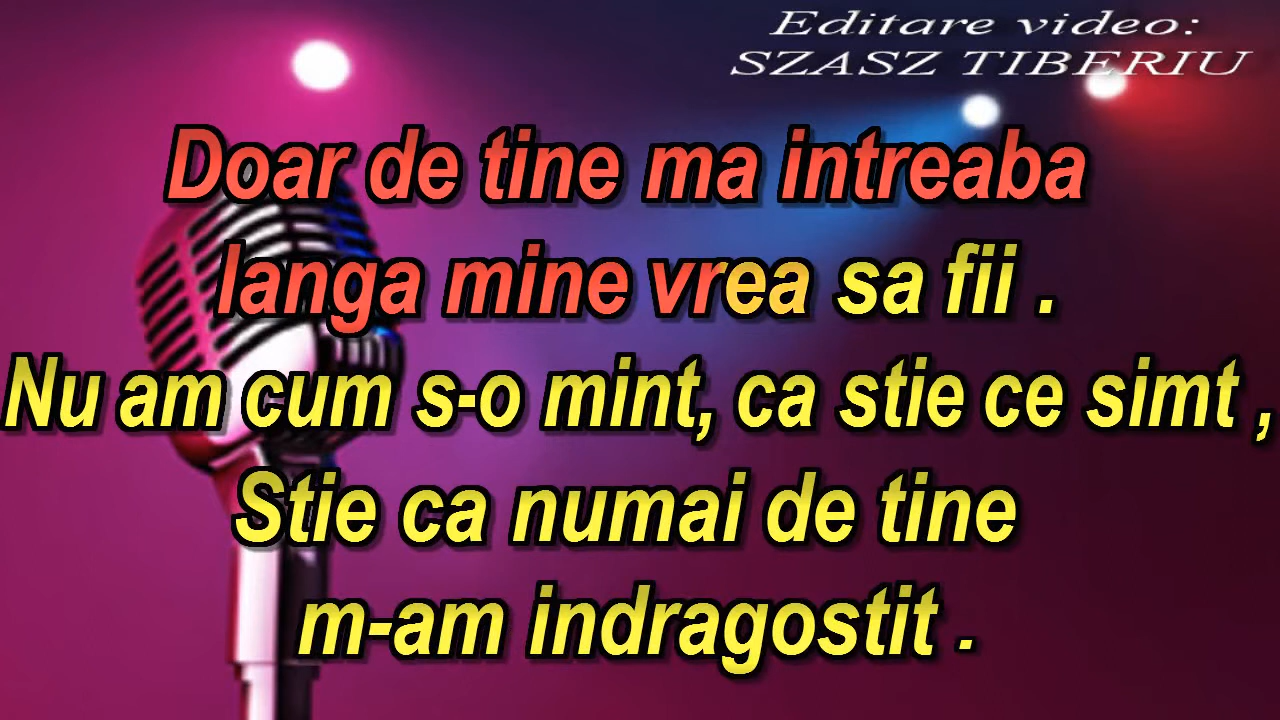 Editare video:
SZASZ TIBERIU
Doar de tine ma intreaba
langa mine vrea sa fii .
Nu am cum s-o mint, ca stie ce simt ,
Stie ca numai de tine
m-am indragostit .